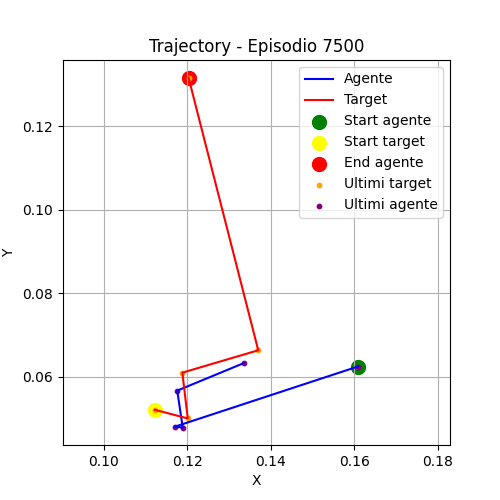 Trajectory - Episodio 7500
Agente
Target
Start agente
Start target
End agente
Ultimi target
Ultimi agente
0.12
0.10
0.08
0.06
Y
0.10
0.12
0.14
0.16
0.18
X